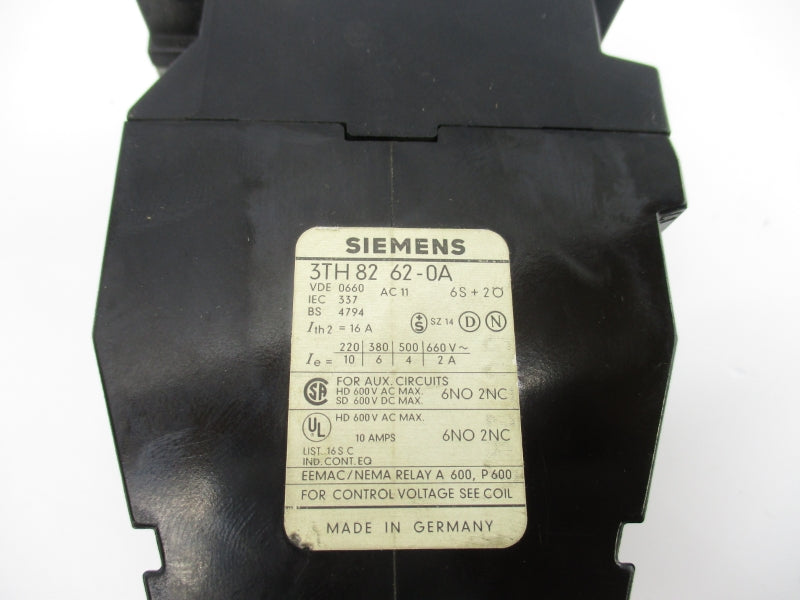 SIEMENS
3TH 82 62-0A
VDE 0660 AC 11 6S + 2Ö
IEC 337
BS 4794
Ith2 = 16 A
S SZ 14 D N
220 380 500 660 V~
Ie = 10 6 4 2 A
FOR AUX. CIRCUITS
HD 600 V AC MAX. 6NO 2NC
SD 600 V DC MAX.
HD 600 V AC MAX.
10 AMPS 6NO 2NC
LIST. 16 S C
IND. CONT. EQ
EEMAC/NEMA RELAY A 600, P 600
FOR CONTROL VOLTAGE SEE COIL
MADE IN GERMANY